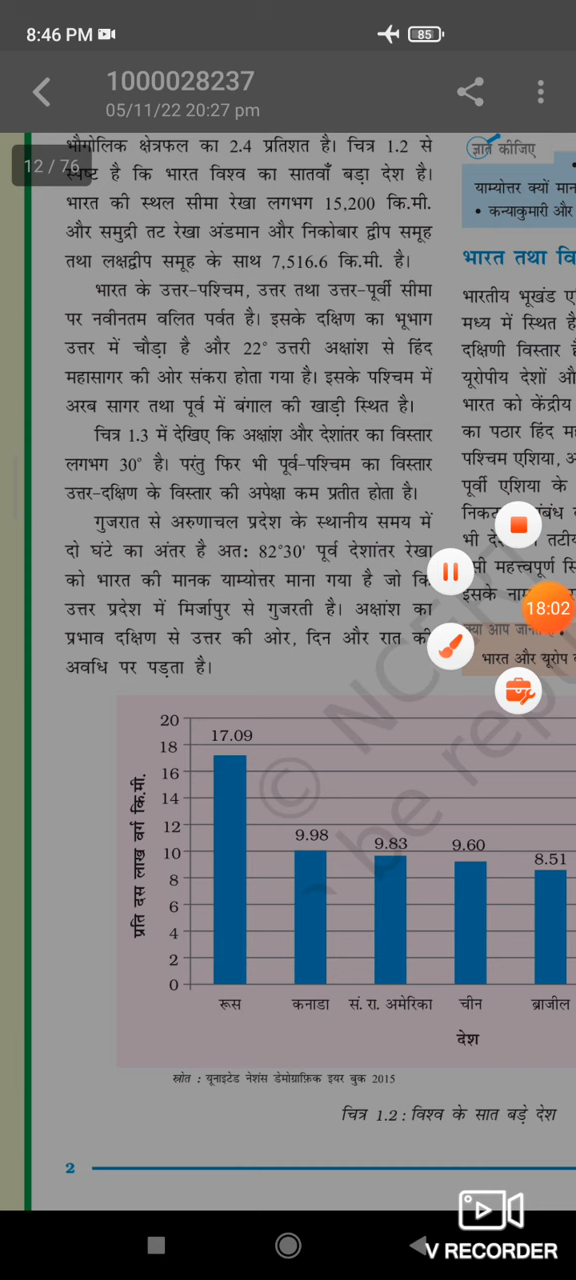 8:46 PM
85
1000028237
05/11/22 20:27 pm
12 / 76
भौगोलिक क्षेत्रफल का 2.4 प्रतिशत है। चित्र 1.2 से
स्पष्ट है कि भारत विश्व का सातवाँ बड़ा देश है।
भारत की स्थल सीमा रेखा लगभग 15,200 कि.मी.
और समुद्री तट रेखा अंडमान और निकोबार द्वीप समूह
तथा लक्षद्वीप समूह के साथ 7,516.6 कि.मी. है।
भारत के उत्तर-पश्चिम, उत्तर तथा उत्तर-पूर्वी सीमा
पर नवीनतम वलित पर्वत है। इसके दक्षिण का भूभाग
उत्तर में चौड़ा है और 22° उत्तरी अक्षांश से हिंद
महासागर की ओर संकरा होता गया है। इसके पश्चिम में
अरब सागर तथा पूर्व में बंगाल की खाड़ी स्थित है।
चित्र 1.3 में देखिए कि अक्षांश और देशांतर का विस्तार
लगभग 30° है। परंतु फिर भी पूर्व-पश्चिम का विस्तार
उत्तर-दक्षिण के विस्तार की अपेक्षा कम प्रतीत होता है।
गुजरात से अरुणाचल प्रदेश के स्थानीय समय में
दो घंटे का अंतर है अत: 82°30' पूर्व देशांतर रेखा
को भारत की मानक याम्योत्तर माना गया है जो कि
उत्तर प्रदेश में मिर्जापुर से गुजरती है। अक्षांश का
प्रभाव दक्षिण से उत्तर की ओर, दिन और रात की
अवधि पर पड़ता है।
ज्ञात कीजिए
याम्योत्तर क्यों मान
• कन्याकुमारी और
भारत तथा वि
भारतीय भूखंड ए
मध्य में स्थित है
दक्षिणी विस्तार है
यूरोपीय देशों औ
भारत को केंद्रीय
का पठार हिंद मह
पश्चिम एशिया, अ
पूर्वी एशिया के
निकट बंध
भी दे तटीय
सी महत्त्वपूर्ण सि
इसके ना
18:02
क्या आप जानते
भारत और यूरोप व
प्रति दस लाख वर्ग कि.मी.
20
18
16
14
12
10
8
6
4
2
0
17.09
9.98
9.83
9.60
8.51
रूस
कनाडा
सं. रा. अमेरिका
चीन
ब्राजील
देश
© NCERT
be repu
स्रोत : यूनाइटेड नेशंस डेमोग्राफ़िक इयर बुक 2015
चित्र 1.2 : विश्व के सात बड़े देश
2
V RECORDER